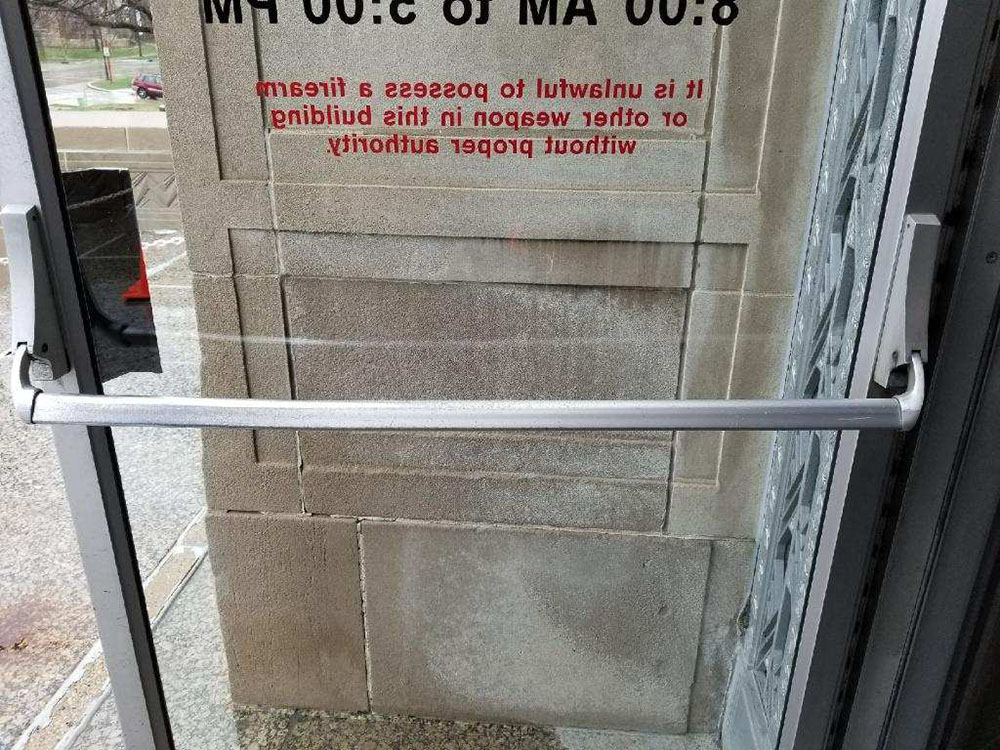 8:00 AM to 5:00 PM
It is unlawful to possess a firearm
or other weapon in this building
without proper authority.